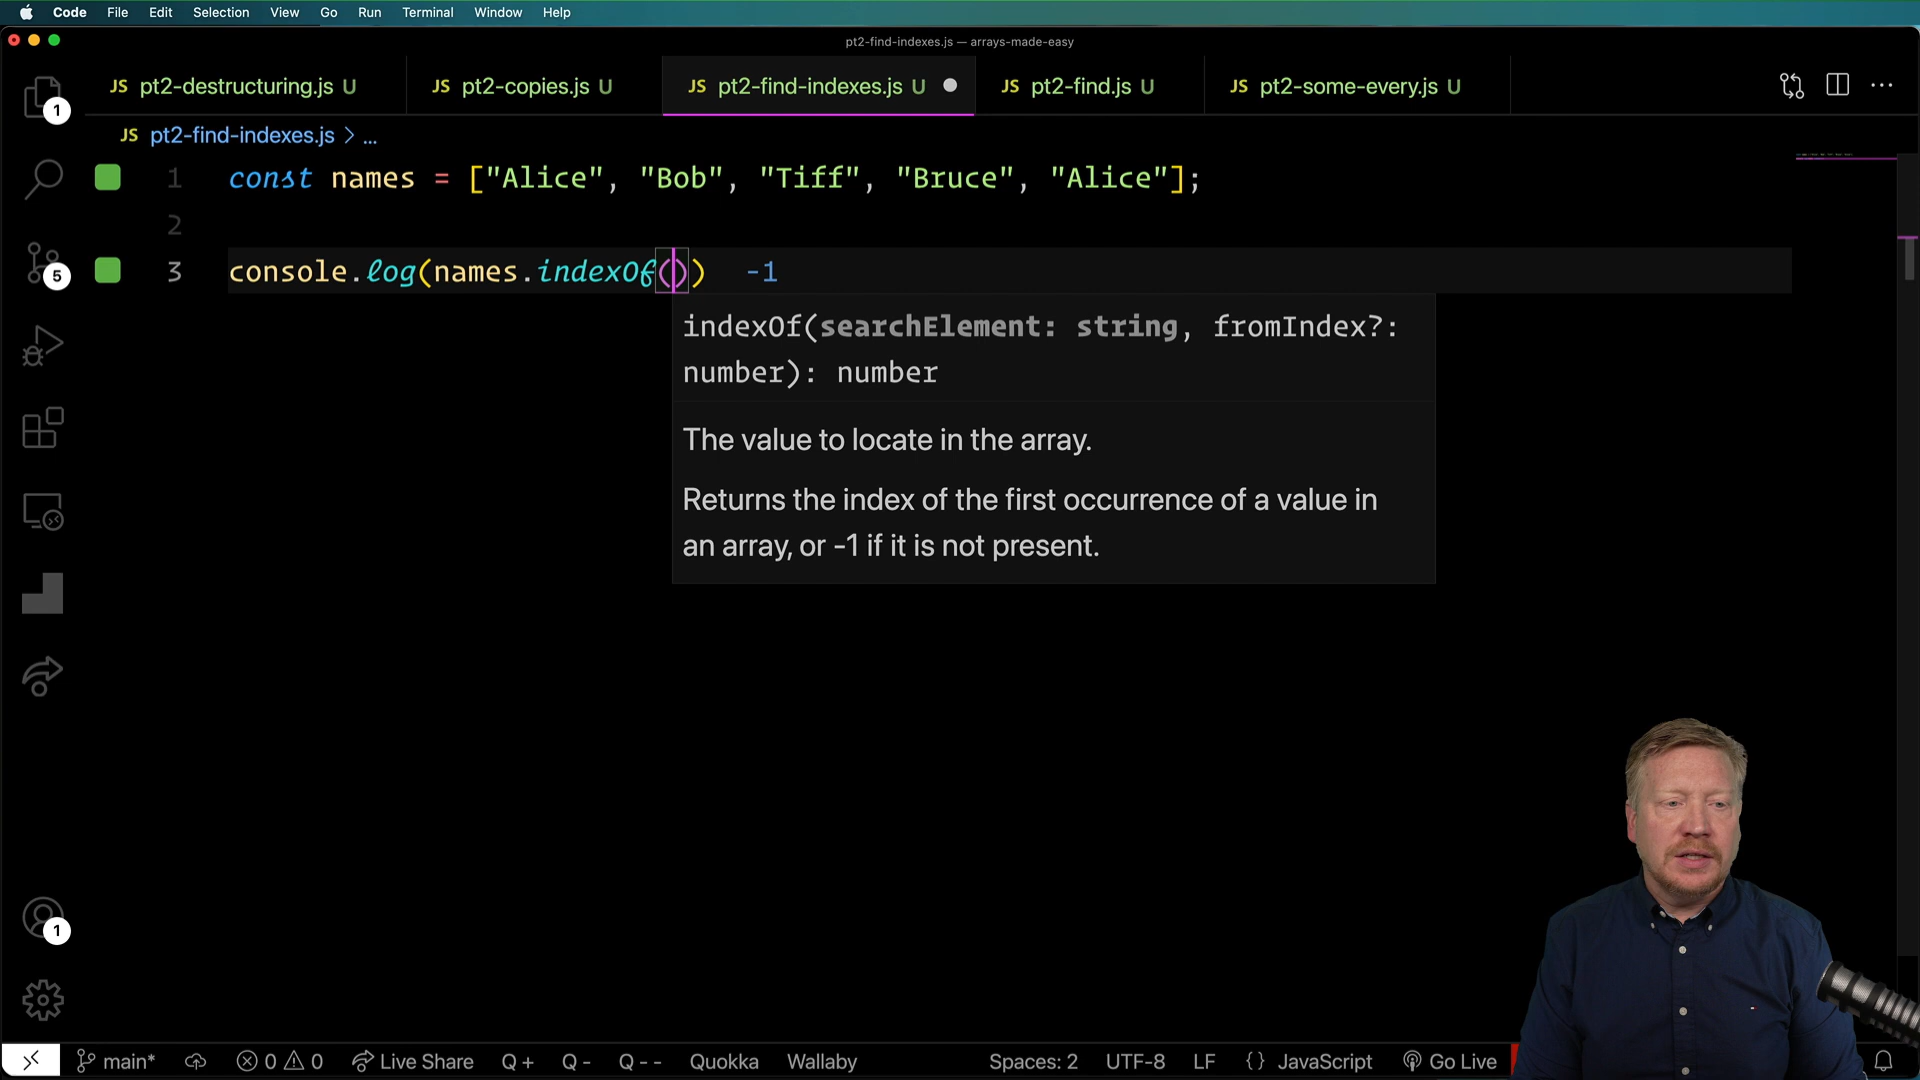 Code File Edit Selection View Go Run Terminal Window Help
pt2-find-indexes.js — arrays-made-easy
JS pt2-destructuring.js U JS pt2-copies.js U JS pt2-find-indexes.js U JS pt2-find.js U JS pt2-some-every.js U
1
JS pt2-find-indexes.js > ...
1 const names = ["Alice", "Bob", "Tiff", "Bruce", "Alice"];
2
5
3 console.log(names.indexOf()) -1
indexOf(searchElement: string, fromIndex?:
number): number
The value to locate in the array.
Returns the index of the first occurrence of a value in
an array, or -1 if it is not present.
1
main* 0 0 Live Share Q + Q - Q - - Quokka Wallaby Spaces: 2 UTF-8 LF {} JavaScript Go Live